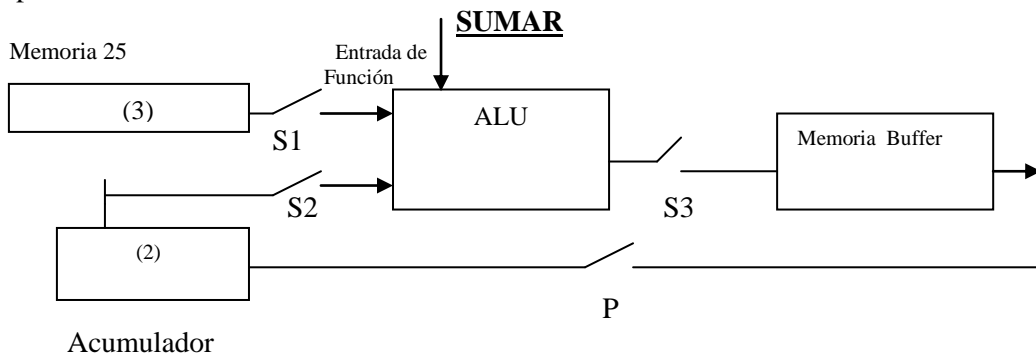 SUMAR
Memoria 25
Entrada de
Función
(3)
ALU
Memoria Buffer
S1
S2
S3
(2)
P
Acumulador